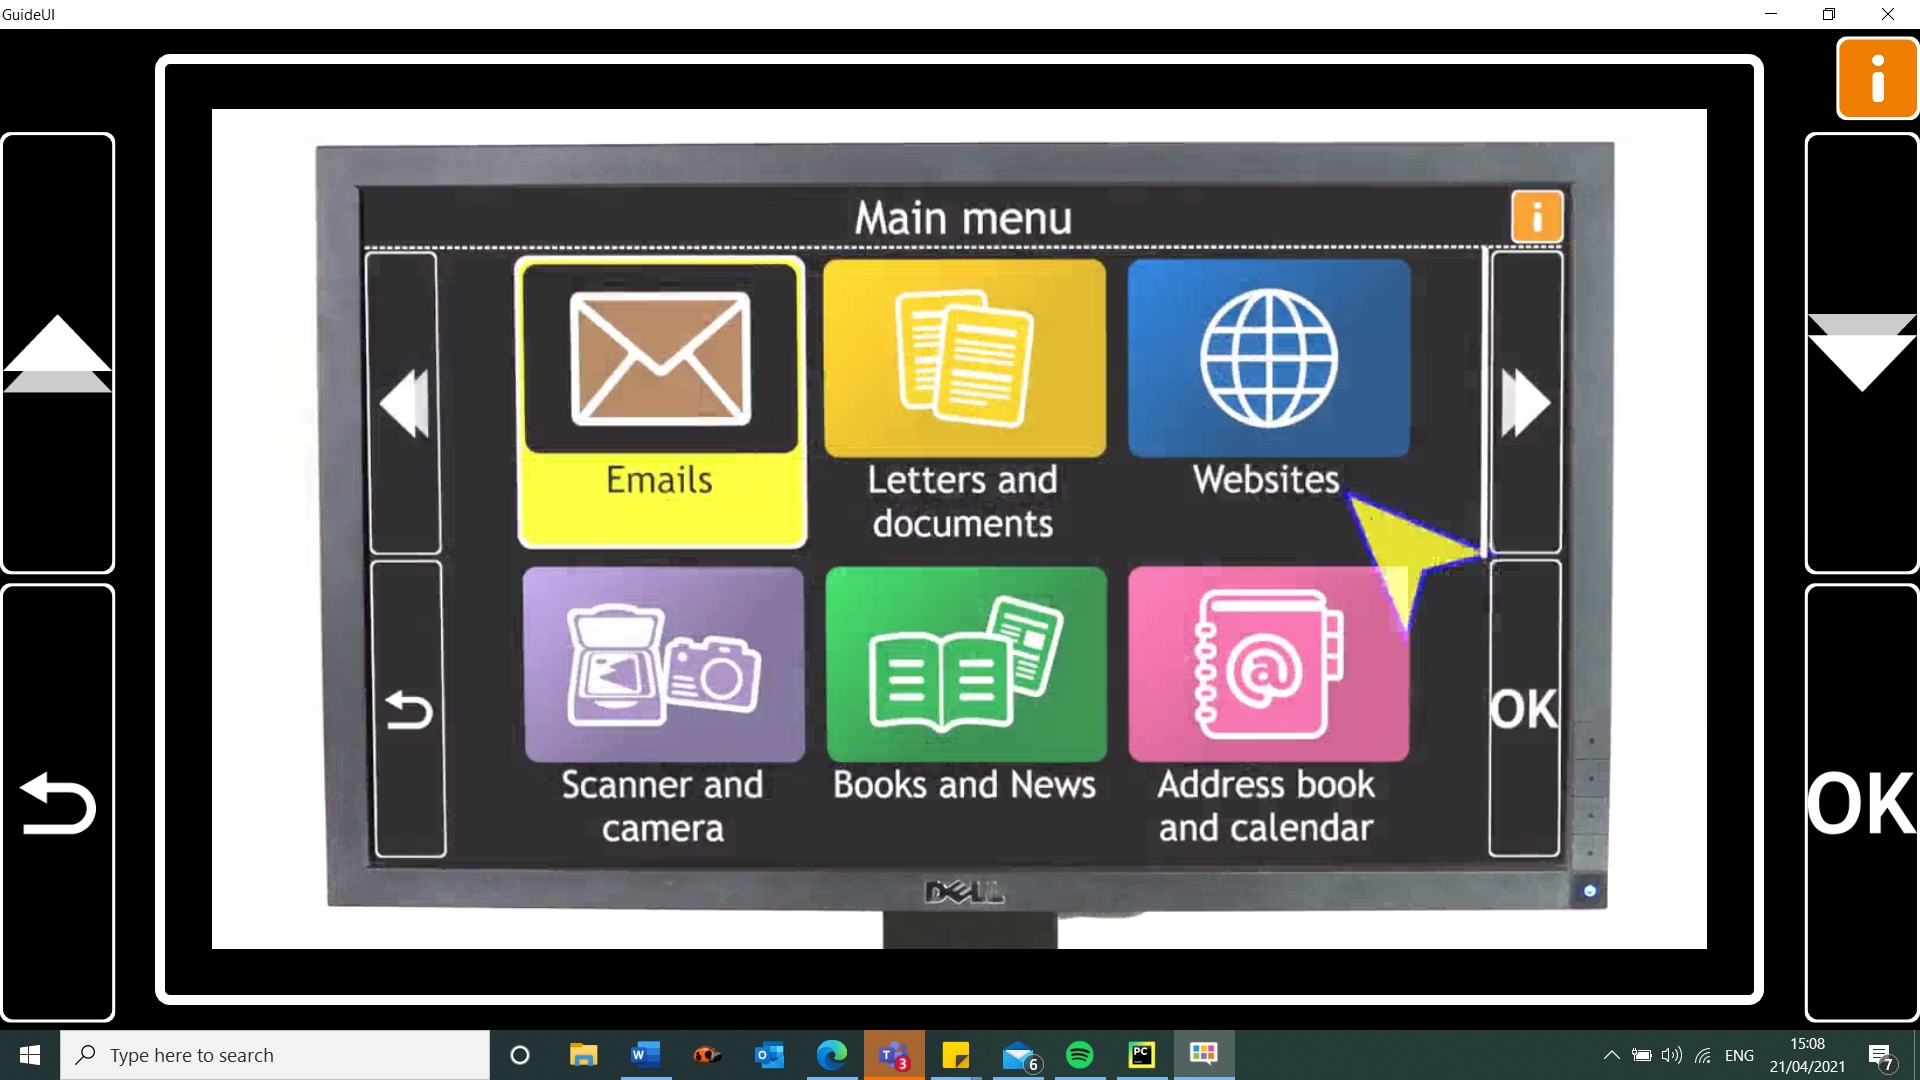 GuideUI
Main menu
Emails
Letters and
documents
Websites
Scanner and
camera
Books and News
Address book
and calendar
OK
DELL
OK
Type here to search
3
6
ENG
15:08
21/04/2021
7